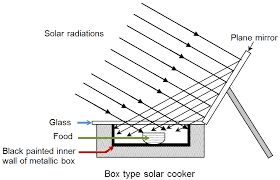 Solar radiations
Plane mirror
Glass
Food
Black painted inner
wall of metallic box
Box type solar cooker